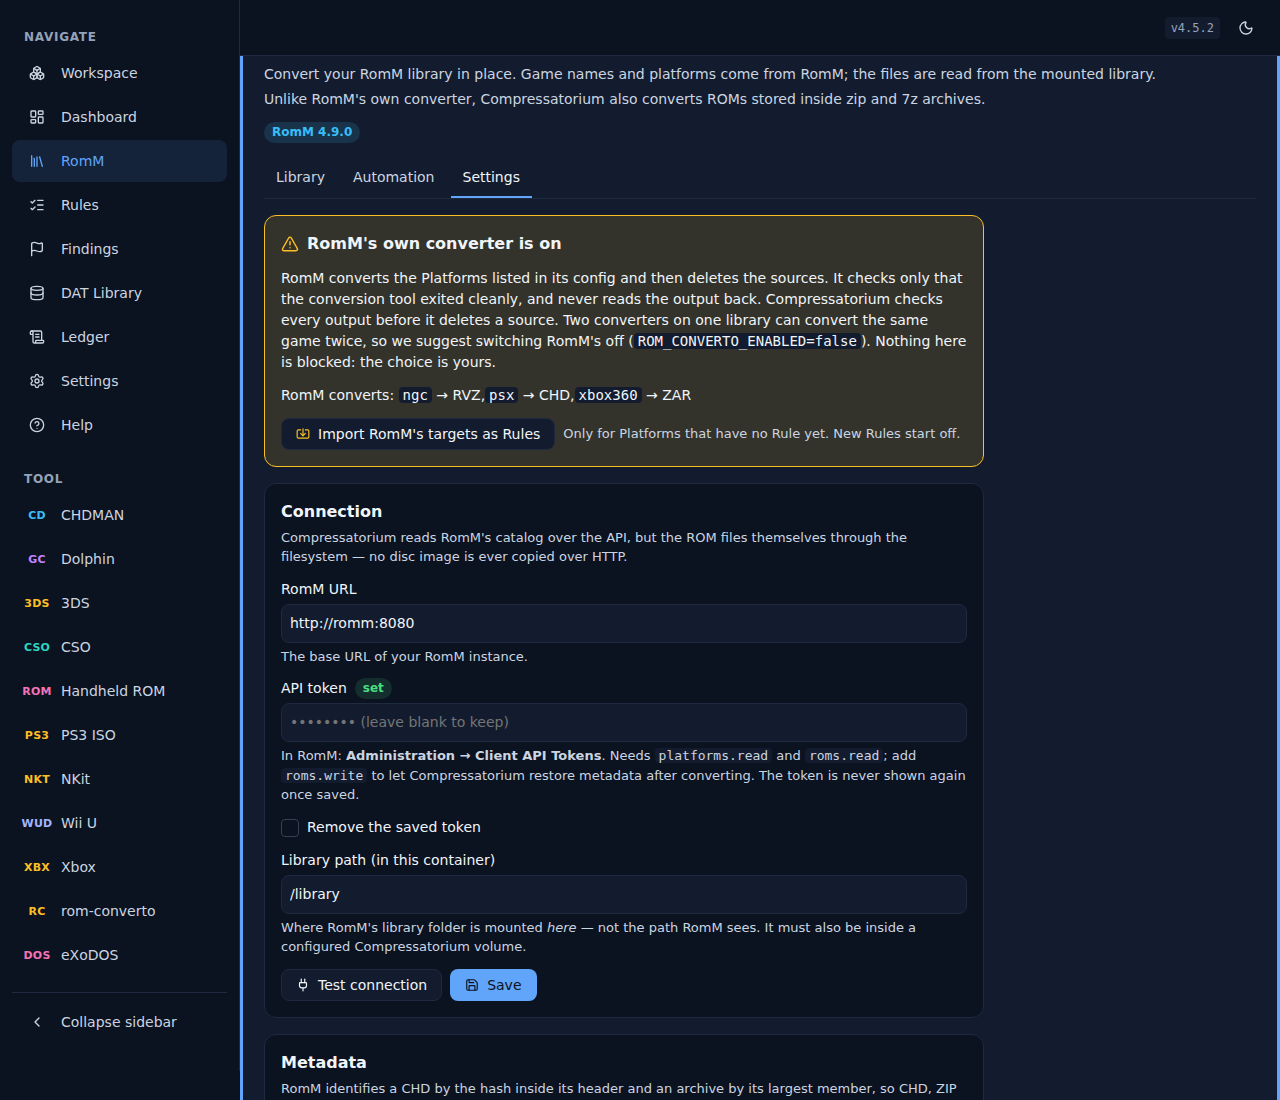 NAVIGATE
Workspace
Dashboard
RomM
Rules
Findings
DAT Library
Ledger
Settings
Help
TOOL
CD CHDMAN
GC Dolphin
3DS 3DS
CSO CSO
ROM Handheld ROM
PS3 PS3 ISO
NKT NKit
WUD Wii U
XBX Xbox
RC rom-converto
DOS eXoDOS
Collapse sidebar
v4.5.2
Convert your RomM library in place. Game names and platforms come from RomM; the files are read from the mounted library.
Unlike RomM's own converter, Compressatorium also converts ROMs stored inside zip and 7z archives.
RomM 4.9.0
Library Automation Settings
RomM's own converter is on
RomM converts the Platforms listed in its config and then deletes the sources. It checks only that
the conversion tool exited cleanly, and never reads the output back. Compressatorium checks
every output before it deletes a source. Two converters on one library can convert the same
game twice, so we suggest switching RomM's off (ROM_CONVERTO_ENABLED=false). Nothing here
is blocked: the choice is yours.
RomM converts: ngc → RVZ, psx → CHD, xbox360 → ZAR
Import RomM's targets as Rules Only for Platforms that have no Rule yet. New Rules start off.
Connection
Compressatorium reads RomM's catalog over the API, but the ROM files themselves through the
filesystem — no disc image is ever copied over HTTP.
RomM URL
http://romm:8080
The base URL of your RomM instance.
API token set
•••••••• (leave blank to keep)
In RomM: Administration → Client API Tokens. Needs platforms.read and roms.read; add
roms.write to let Compressatorium restore metadata after converting. The token is never shown again
once saved.
Remove the saved token
Library path (in this container)
/library
Where RomM's library folder is mounted here — not the path RomM sees. It must also be inside a
configured Compressatorium volume.
Test connection Save
Metadata
RomM identifies a CHD by the hash inside its header and an archive by its largest member, so CHD, ZIP